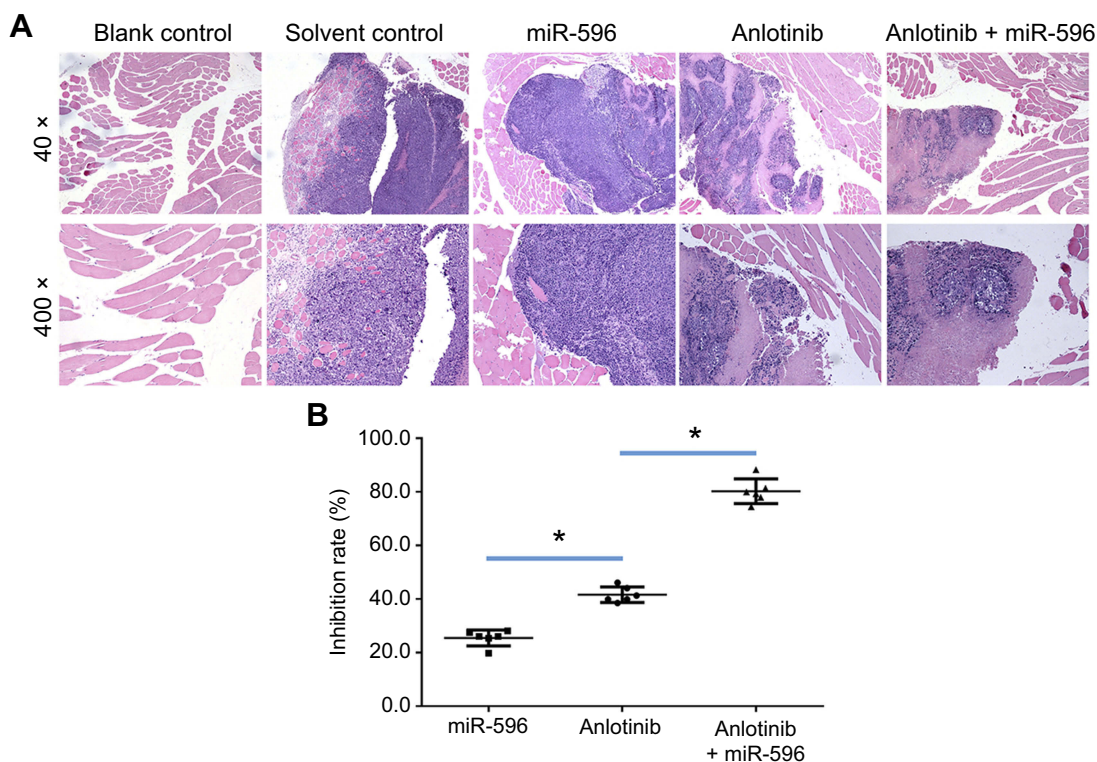 A
Blank control
Solvent control
miR-596
Anlotinib
Anlotinib + miR-596
40 ×
400 ×
B
Inhibition rate (%)
100.0
80.0
60.0
40.0
20.0
0.0
*
*
miR-596
Anlotinib
Anlotinib
+ miR-596